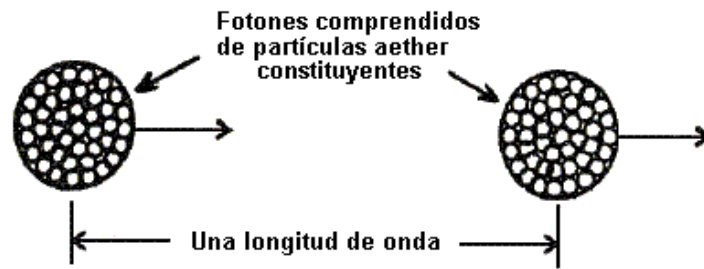 Fotones comprendidos
de partículas aether
constituyentes
Una longitud de onda